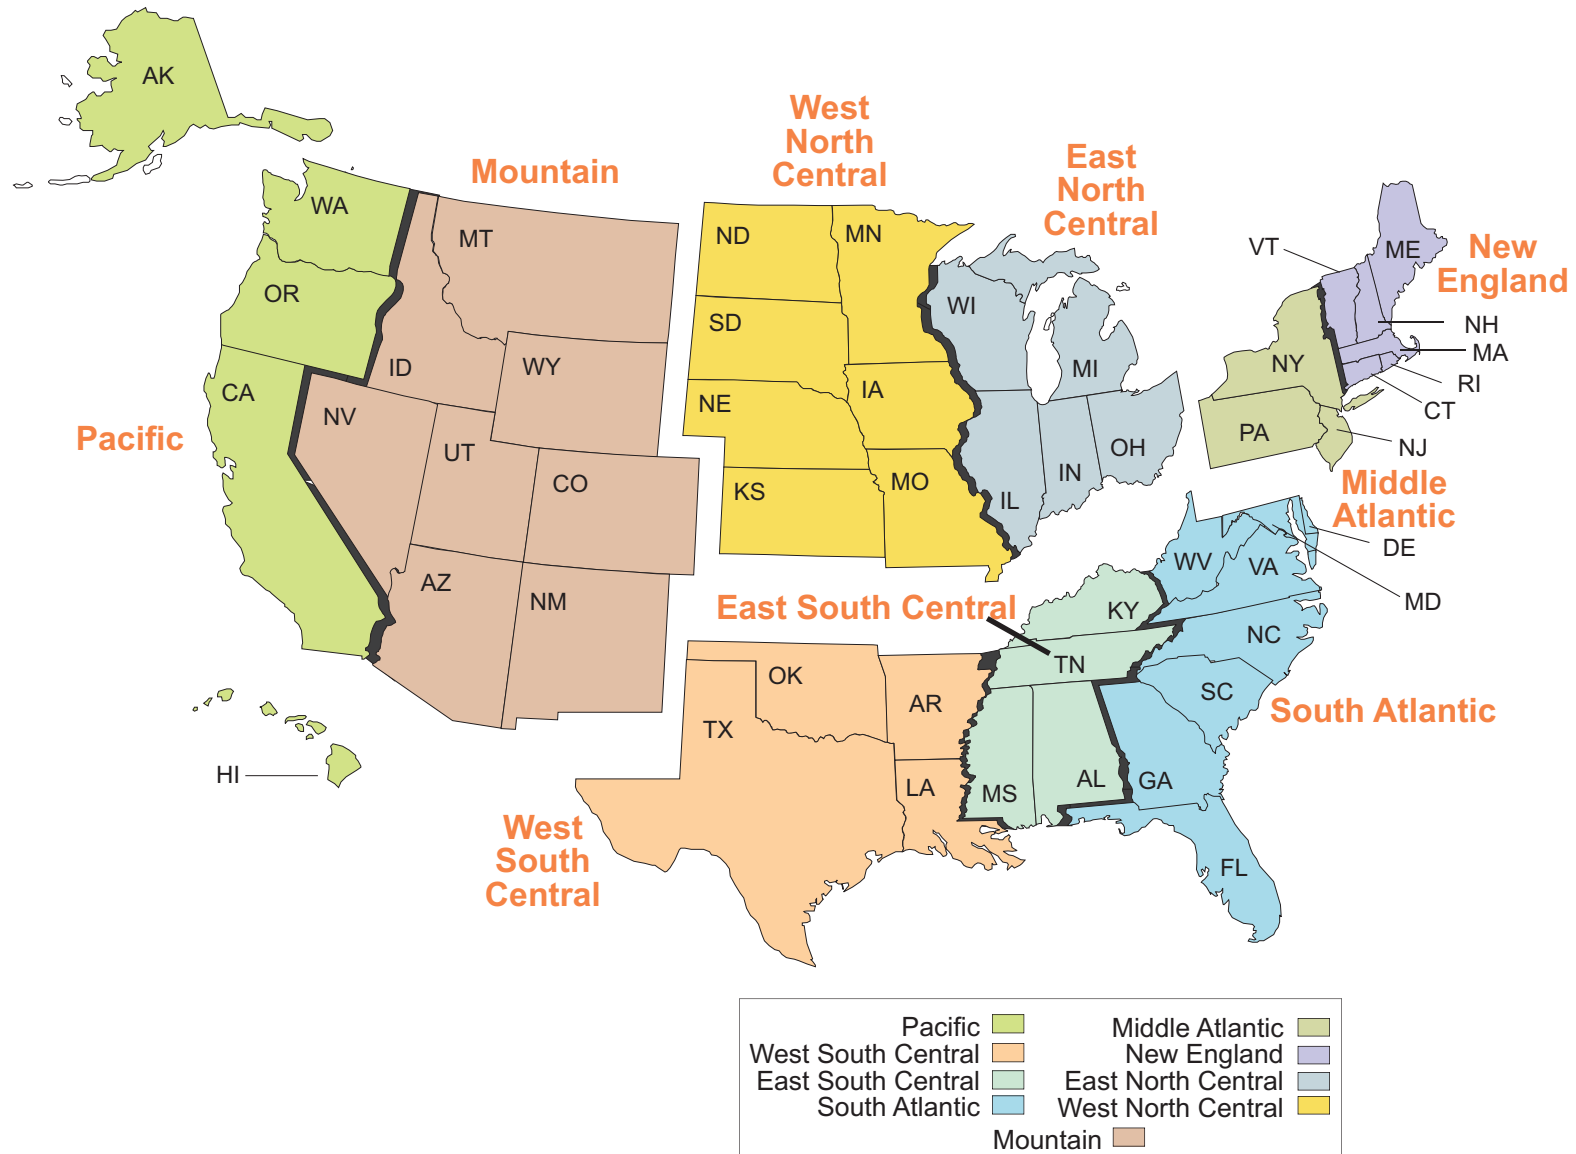 AK
West
North
Central
East
North
Central
Mountain
WA
MT
ND
MN
VT
ME
New
England
OR
WI
SD
NH
MA
ID
WY
NY
MI
RI
CA
NE
IA
CT
NV
Pacific
UT
PA
NJ
OH
CO
KS
MO
IN
IL
Middle
Atlantic
DE
WV
VA
AZ
NM
East South Central
KY
MD
NC
TN
OK
SC
AR
South Atlantic
TX
HI
LA
MS
AL
GA
West
South
Central
FL
Pacific
West South Central
East South Central
South Atlantic
Middle Atlantic
New England
East North Central
West North Central
Mountain